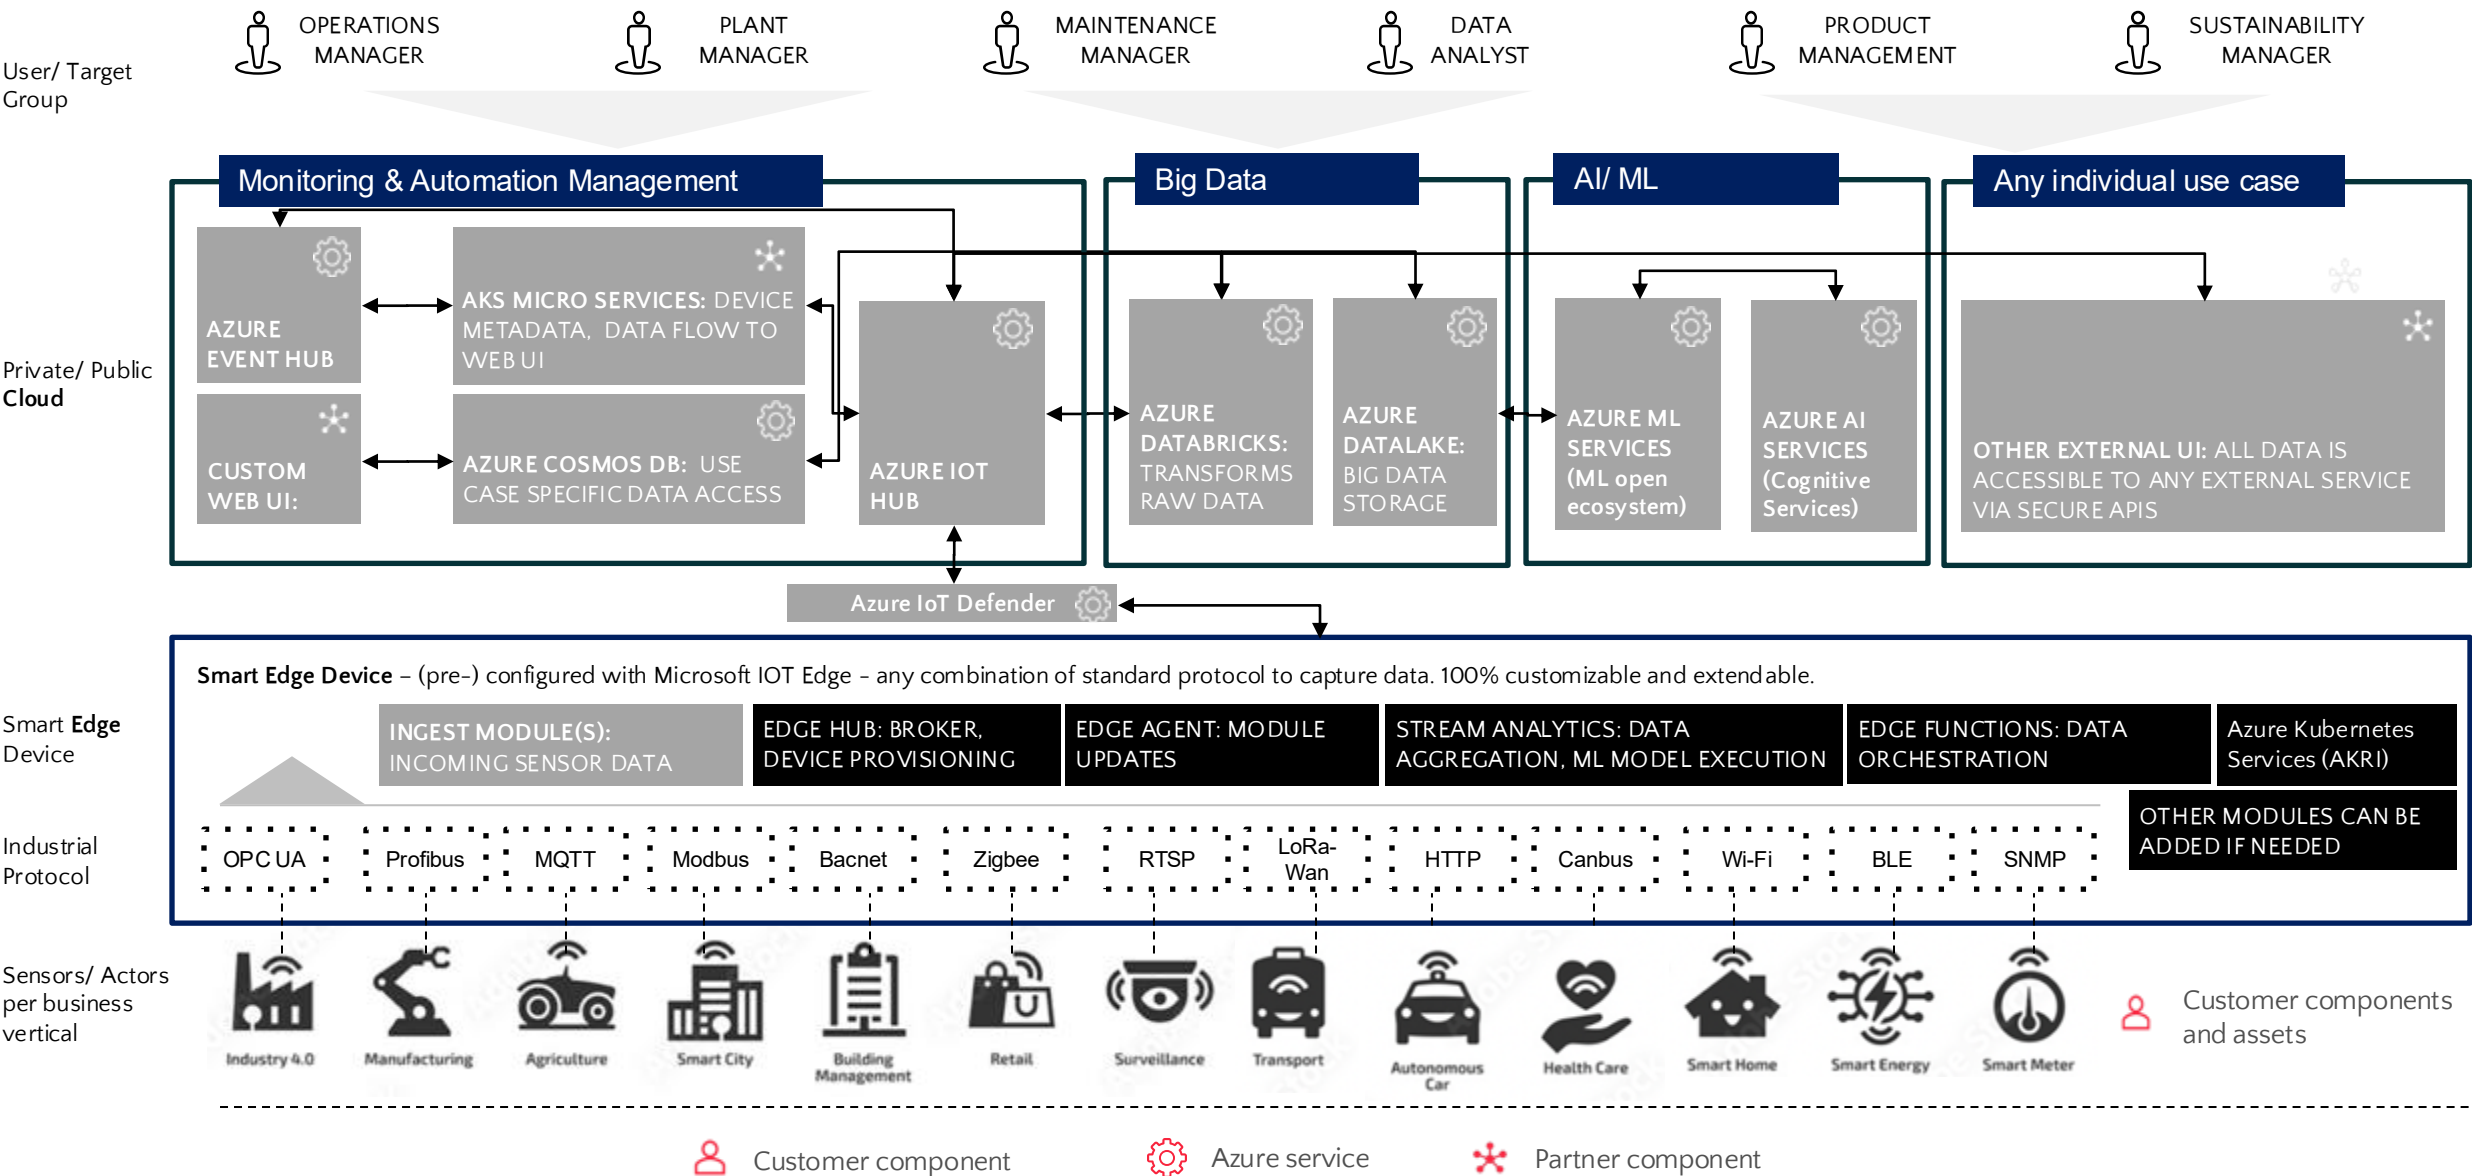 OPERATIONS
MANAGER
PLANT
MANAGER
MAINTENANCE
MANAGER
DATA
ANALYST
PRODUCT
MANAGEMENT
SUSTAINABILITY
MANAGER
User/ Target
Group
Monitoring & Automation Management
Big Data
AI/ ML
Any individual use case
Private/ Public
Cloud
AZURE
EVENT HUB
AKS MICRO SERVICES: DEVICE
METADATA, DATA FLOW TO
WEB UI
CUSTOM
WEB UI:
AZURE COSMOS DB: USE
CASE SPECIFIC DATA ACCESS
AZURE IOT
HUB
AZURE
DATABRICKS:
TRANSFORMS
RAW DATA
AZURE
DATALAKE:
BIG DATA
STORAGE
AZURE ML
SERVICES
(ML open
ecosystem)
AZURE AI
SERVICES
(Cognitive
Services)
OTHER EXTERNAL UI: ALL DATA IS
ACCESSIBLE TO ANY EXTERNAL SERVICE
VIA SECURE APIS
Azure IoT Defender
Smart Edge Device – (pre-) configured with Microsoft IOT Edge - any combination of standard protocol to capture data. 100% customizable and extendable.
Smart Edge
Device
INGEST MODULE(S):
INCOMING SENSOR DATA
EDGE HUB: BROKER,
DEVICE PROVISIONING
EDGE AGENT: MODULE
UPDATES
STREAM ANALYTICS: DATA
AGGREGATION, ML MODEL EXECUTION
EDGE FUNCTIONS: DATA
ORCHESTRATION
Azure Kubernetes
Services (AKRI)
OTHER MODULES CAN BE
ADDED IF NEEDED
Industrial
Protocol
OPC UA
Profibus
MQTT
Modbus
Bacnet
Zigbee
RTSP
LoRa-
Wan
HTTP
Canbus
Wi-Fi
BLE
SNMP
Sensors/ Actors
per business
vertical
Industry 4.0
Manufacturing
Agriculture
Smart City
Building
Management
Retail
Surveillance
Transport
Autonomous
Car
Health Care
Smart Home
Smart Energy
Smart Meter
Customer components
and assets
Customer component
Azure service
Partner component